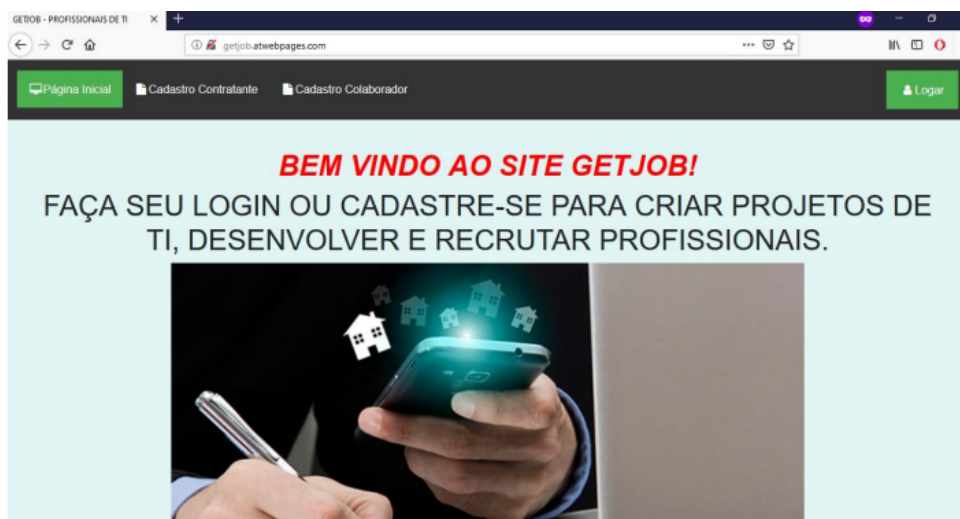 GETJOB - PROFISSIONAIS DE TI
getjob.atwebpages.com
Página Inicial Cadastro Contratante Cadastro Colaborador Logar
BEM VINDO AO SITE GETJOB!
FAÇA SEU LOGIN OU CADASTRE-SE PARA CRIAR PROJETOS DE
TI, DESENVOLVER E RECRUTAR PROFISSIONAIS.